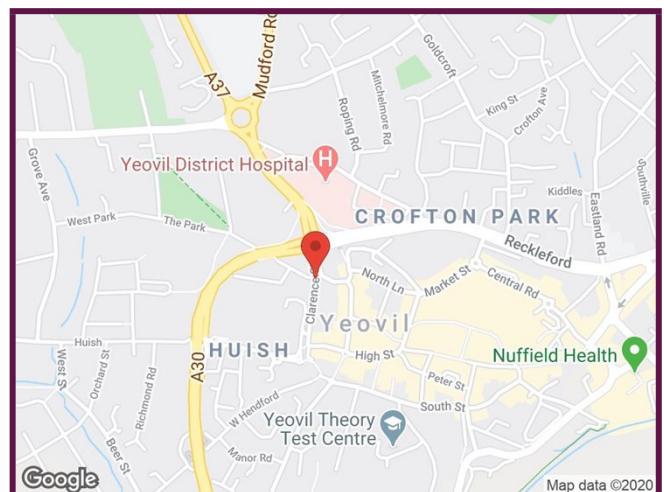 Mudford Rd
A37
Goldcroft
Mitchelmore Rd
Roping Rd
King St
Crofton Ave
Grove Ave
Yeovil District Hospital
H
Kiddles
Southville
Eastland Rd
West Park
The Park
CROFTON PARK
Reckleford
North Ln
Market St
Central Rd
Clarence
Yeovil
Huish
HUISH
A30
High St
Nuffield Health
West St
Orchard St
Richmond Rd
Peter St
South St
W Hendford
Yeovil Theory
Test Centre
Beer St
Manor Rd
Google
Map data ©2020